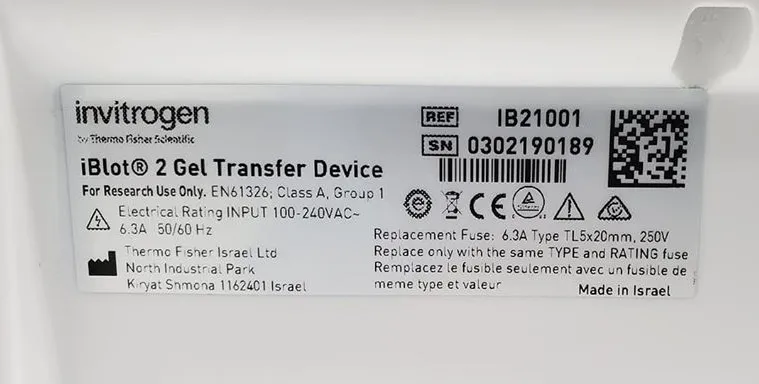 invitrogen
by Thermo Fisher Scientific
iBlot® 2 Gel Transfer Device
For Research Use Only. EN61326; Class A, Group 1
Electrical Rating INPUT 100-240VAC~
6.3A 50/60 Hz
Thermo Fisher Israel Ltd
North Industrial Park
Kiryat Shmona 1162401 Israel
REF IB21001
SN 0302190189
CE
Replacement Fuse: 6.3A Type TL5x20mm, 250V
Replace only with the same TYPE and RATING fuse
Remplacez le fusible seulement avec un fusible de
meme type et valeur
Made in Israel